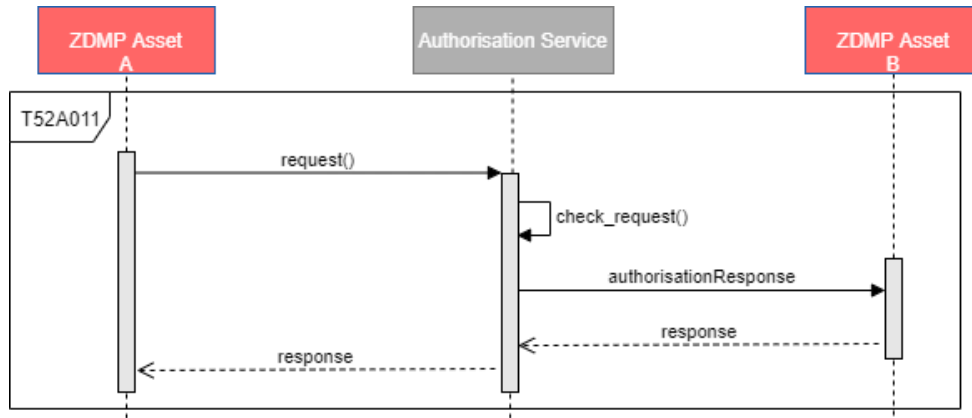 ZDMP Asset
A
Authorisation Service
ZDMP Asset
B
T52A011
request()
check_request()
authorisationResponse
response
response